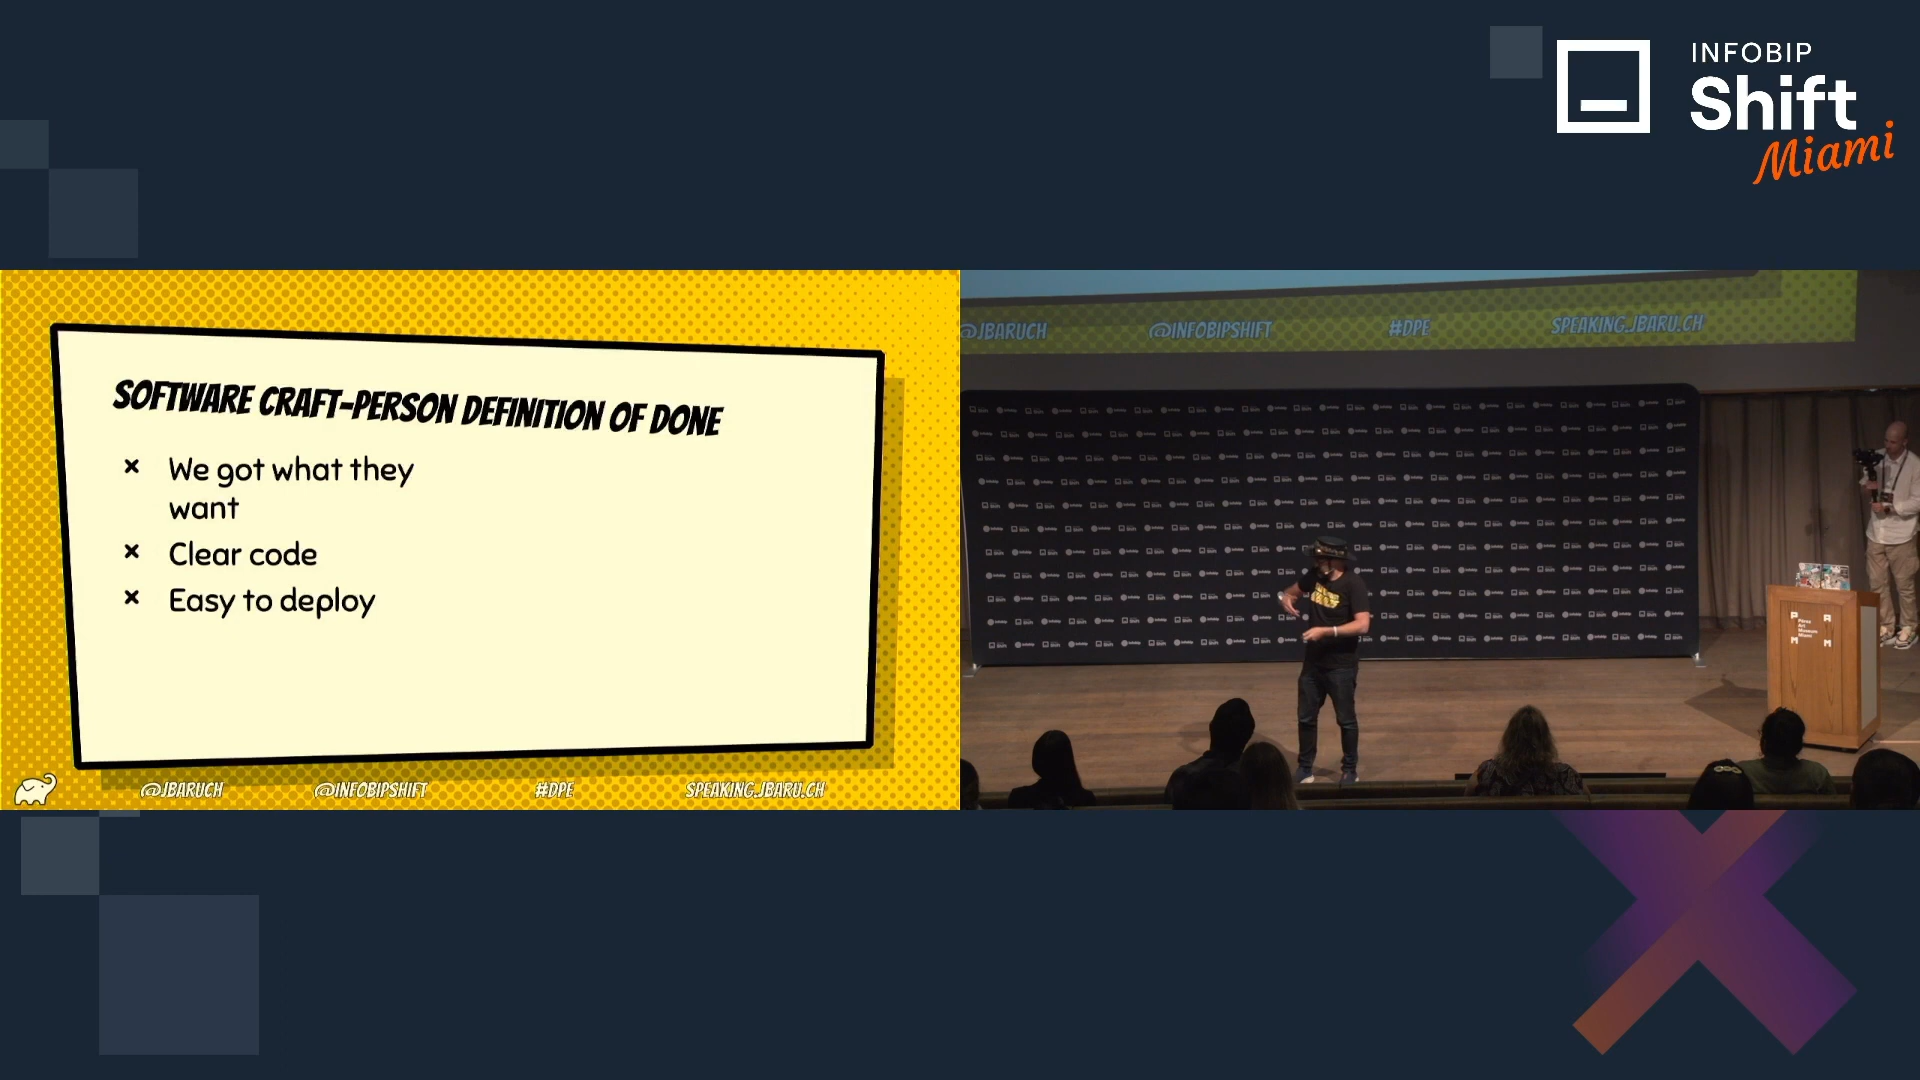 INFOBIP
Shift
Miami
SOFTWARE CRAFT-PERSON DEFINITION OF DONE
× We got what they
want
× Clear code
× Easy to deploy
@JBARUCH @INFOBIPSHIFT #DPE SPEAKING.JBARU.CH
@JBARUCH @INFOBIPSHIFT #DPE SPEAKING.JBARU.CH